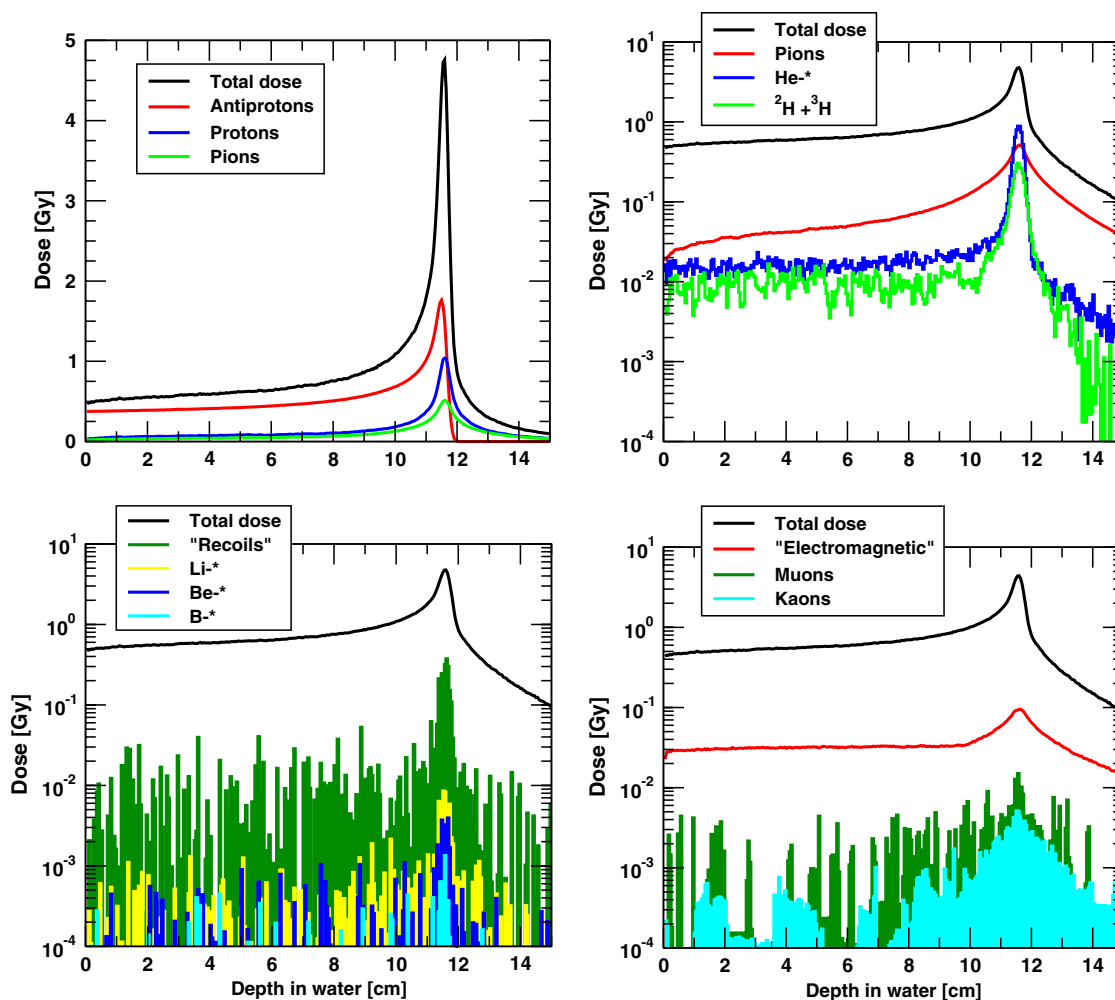 Total dose
Antiprotons
Protons
Pions
Dose [Gy]
5
4
3
2
1
0
0 2 4 6 8 10 12 14
Total dose
Pions
He-*
²H +³H
Dose [Gy]
10¹
10⁰
10⁻¹
10⁻²
10⁻³
10⁻⁴
0 2 4 6 8 10 12 14
Total dose
"Recoils"
Li-*
Be-*
B-*
Dose [Gy]
10¹
10⁰
10⁻¹
10⁻²
10⁻³
10⁻⁴
0 2 4 6 8 10 12 14
Depth in water [cm]
Total dose
"Electromagnetic"
Muons
Kaons
Dose [Gy]
10¹
10⁰
10⁻¹
10⁻²
10⁻³
10⁻⁴
0 2 4 6 8 10 12 14
Depth in water [cm]